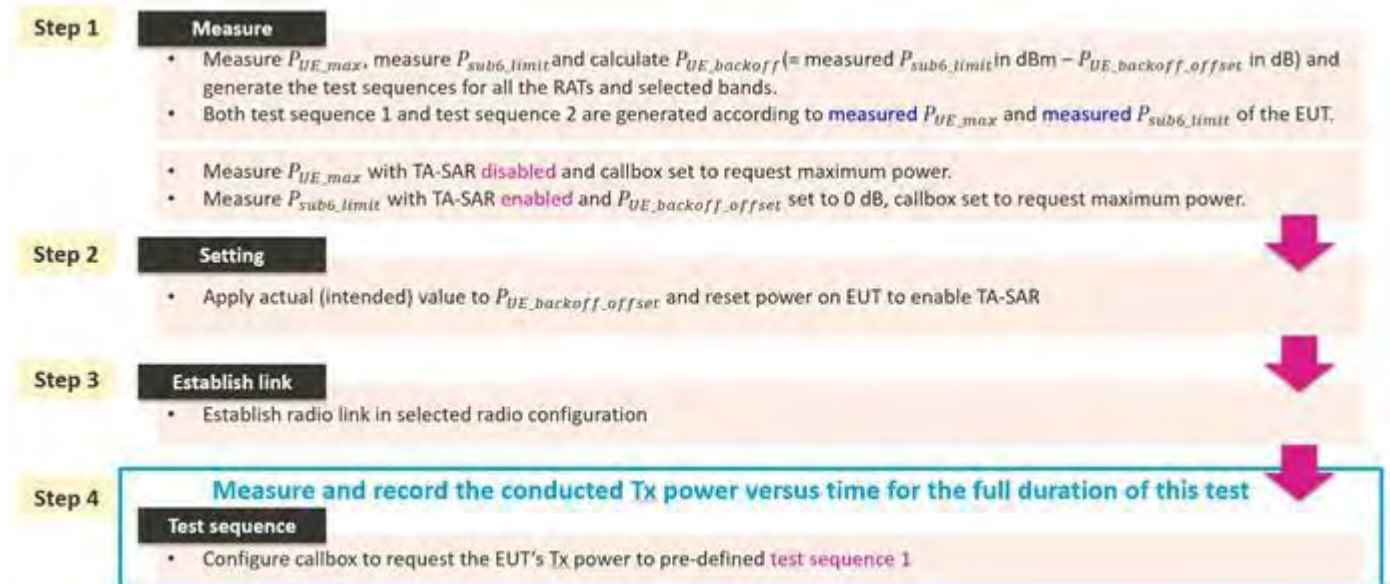 Step 1
Measure
• Measure P_UE_max, measure P_sub6_limit and calculate P_UE_backoff (= measured P_sub6_limit in dBm – P_UE_backoff_offset in dB) and
generate the test sequences for all the RATs and selected bands.
• Both test sequence 1 and test sequence 2 are generated according to measured P_UE_max and measured P_sub6_limit of the EUT.
• Measure P_UE_max with TA-SAR disabled and callbox set to request maximum power.
• Measure P_sub6_limit with TA-SAR enabled and P_UE_backoff_offset set to 0 dB, callbox set to request maximum power.
Step 2
Setting
• Apply actual (intended) value to P_UE_backoff_offset and reset power on EUT to enable TA-SAR
Step 3
Establish link
• Establish radio link in selected radio configuration
Step 4
Measure and record the conducted Tx power versus time for the full duration of this test
Test sequence
• Configure callbox to request the EUT's Tx power to pre-defined test sequence 1